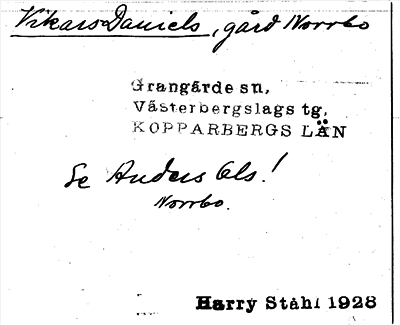 Vikars Daniels, gård Norrbo
Grangärde sn,
Västerbergslags tg,
KOPPARBERGS LÄN
Se Anders Ols!
Norrbo.
Harry Ståhl 1928